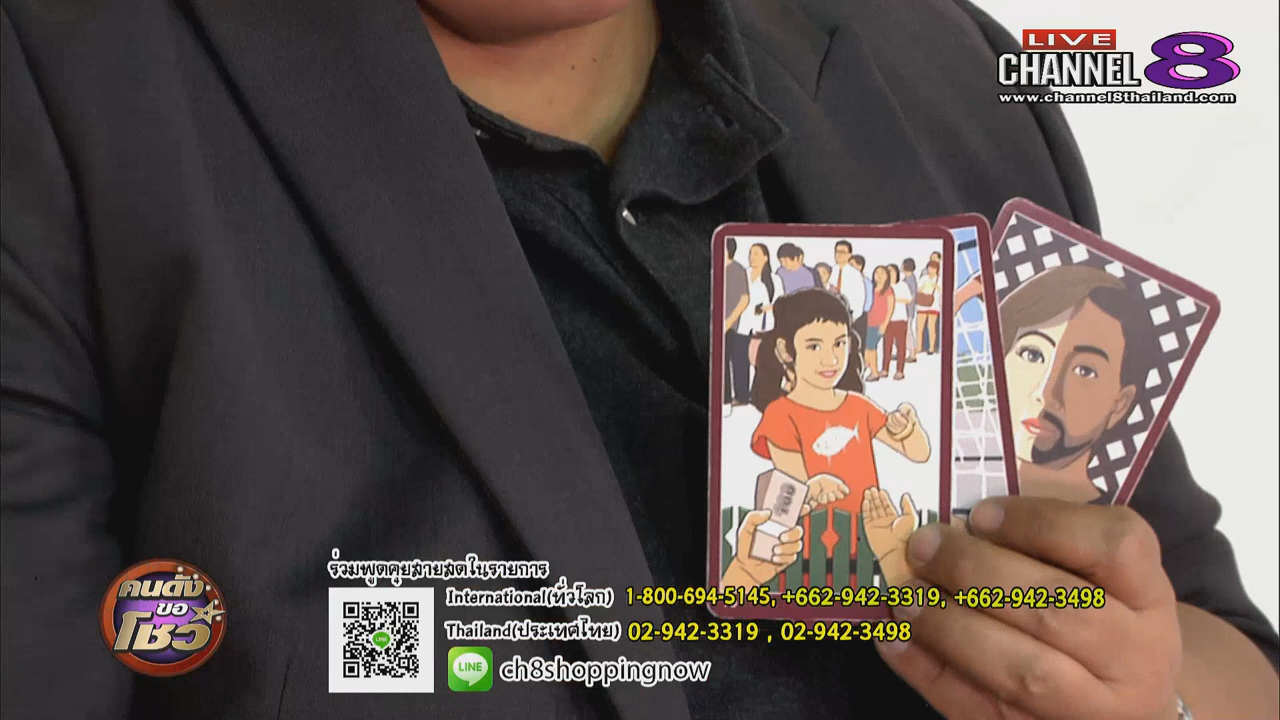 LIVE
CHANNEL 8
www.channel8thailand.com
ร่วมพูดคุยสายสดในรายการ
International(ทั่วโลก) 1-800-694-5145, +662-942-3319, +662-942-3498
Thailand(ประเทศไทย) 02-942-3319 , 02-942-3498
LINE ch8shoppingnow
คนดัง
ขอ
โชว์